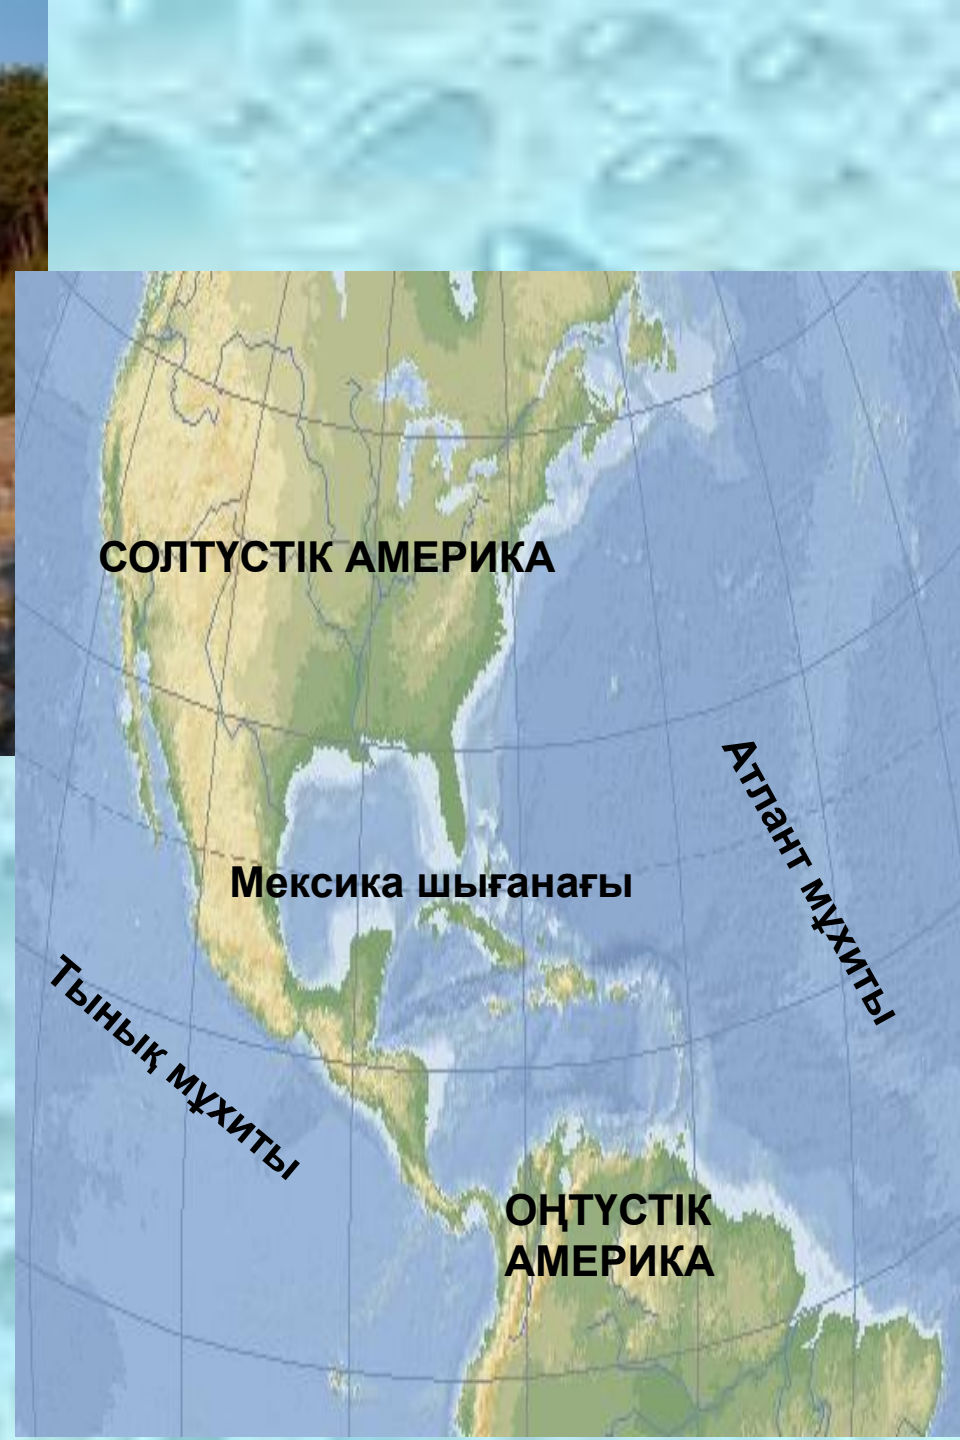 СОЛТҮСТІК АМЕРИКА
Атлант мұхиты
Мексика шығанағы
Тынық мұхиты
ОҢТҮСТІК
АМЕРИКА